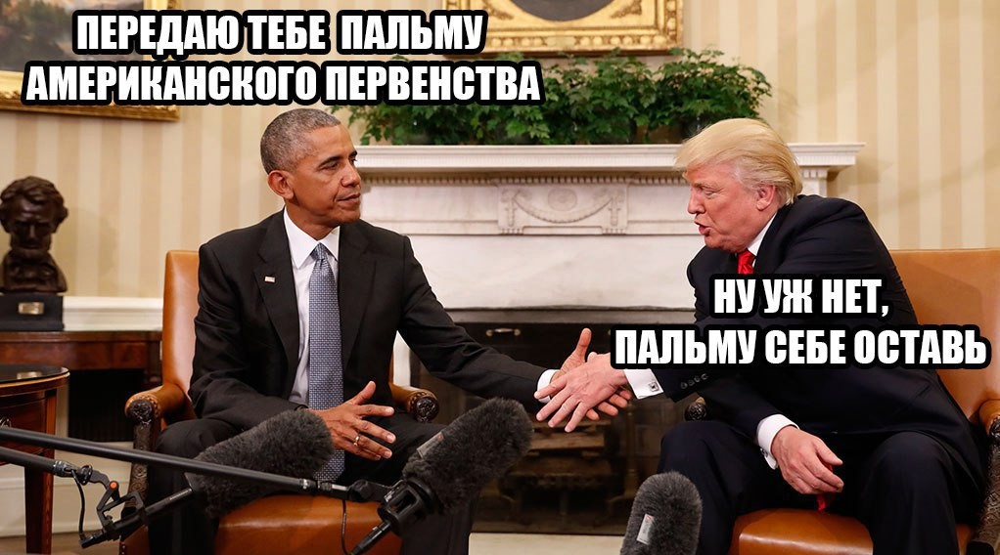 ПЕРЕДАЮ ТЕБЕ ПАЛЬМУ
АМЕРИКАНСКОГО ПЕРВЕНСТВА
НУ УЖ НЕТ,
ПАЛЬМУ СЕБЕ ОСТАВЬ